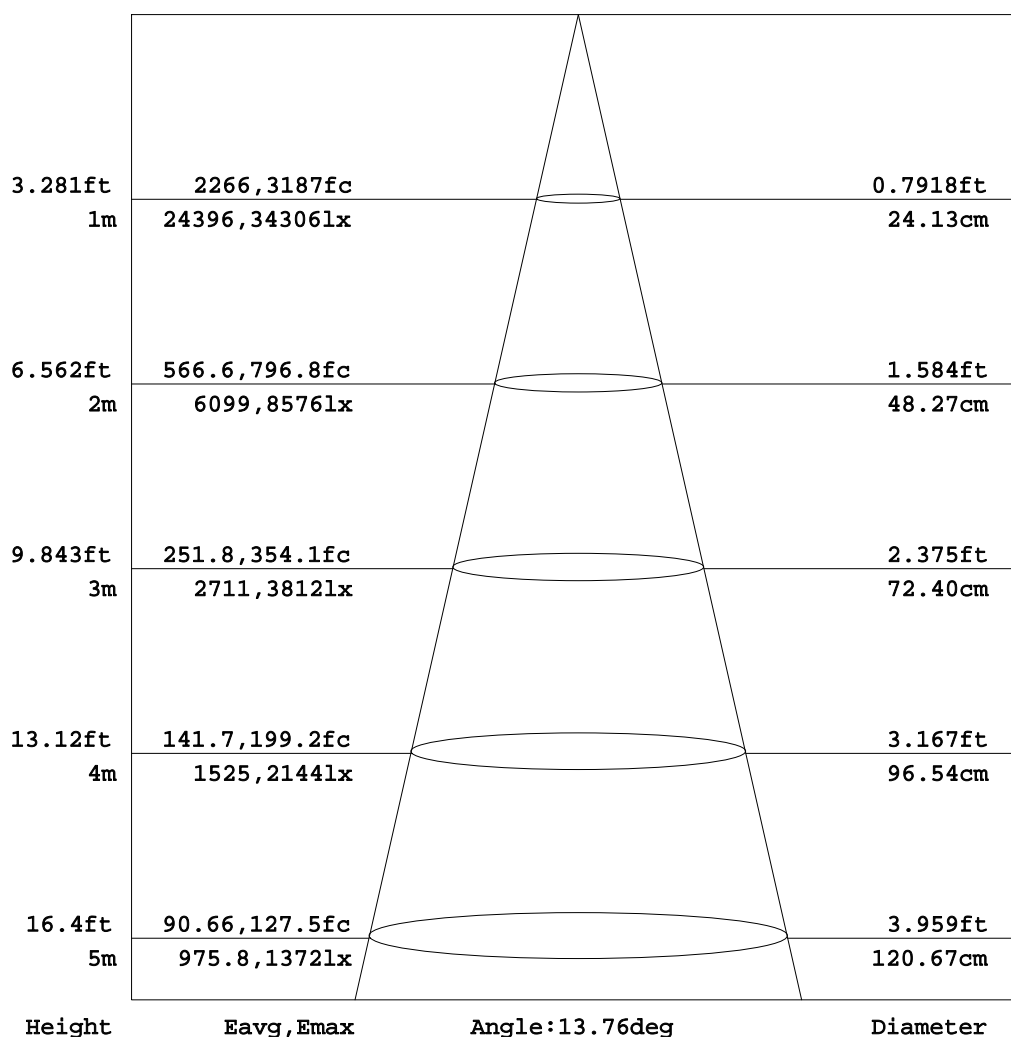 3.281ft 2266,3187fc 0.7918ft
1m 24396,34306lx 24.13cm
6.562ft 566.6,796.8fc 1.584ft
2m 6099,8576lx 48.27cm
9.843ft 251.8,354.1fc 2.375ft
3m 2711,3812lx 72.40cm
13.12ft 141.7,199.2fc 3.167ft
4m 1525,2144lx 96.54cm
16.4ft 90.66,127.5fc 3.959ft
5m 975.8,1372lx 120.67cm
Height Eavg,Emax Angle:13.76deg Diameter